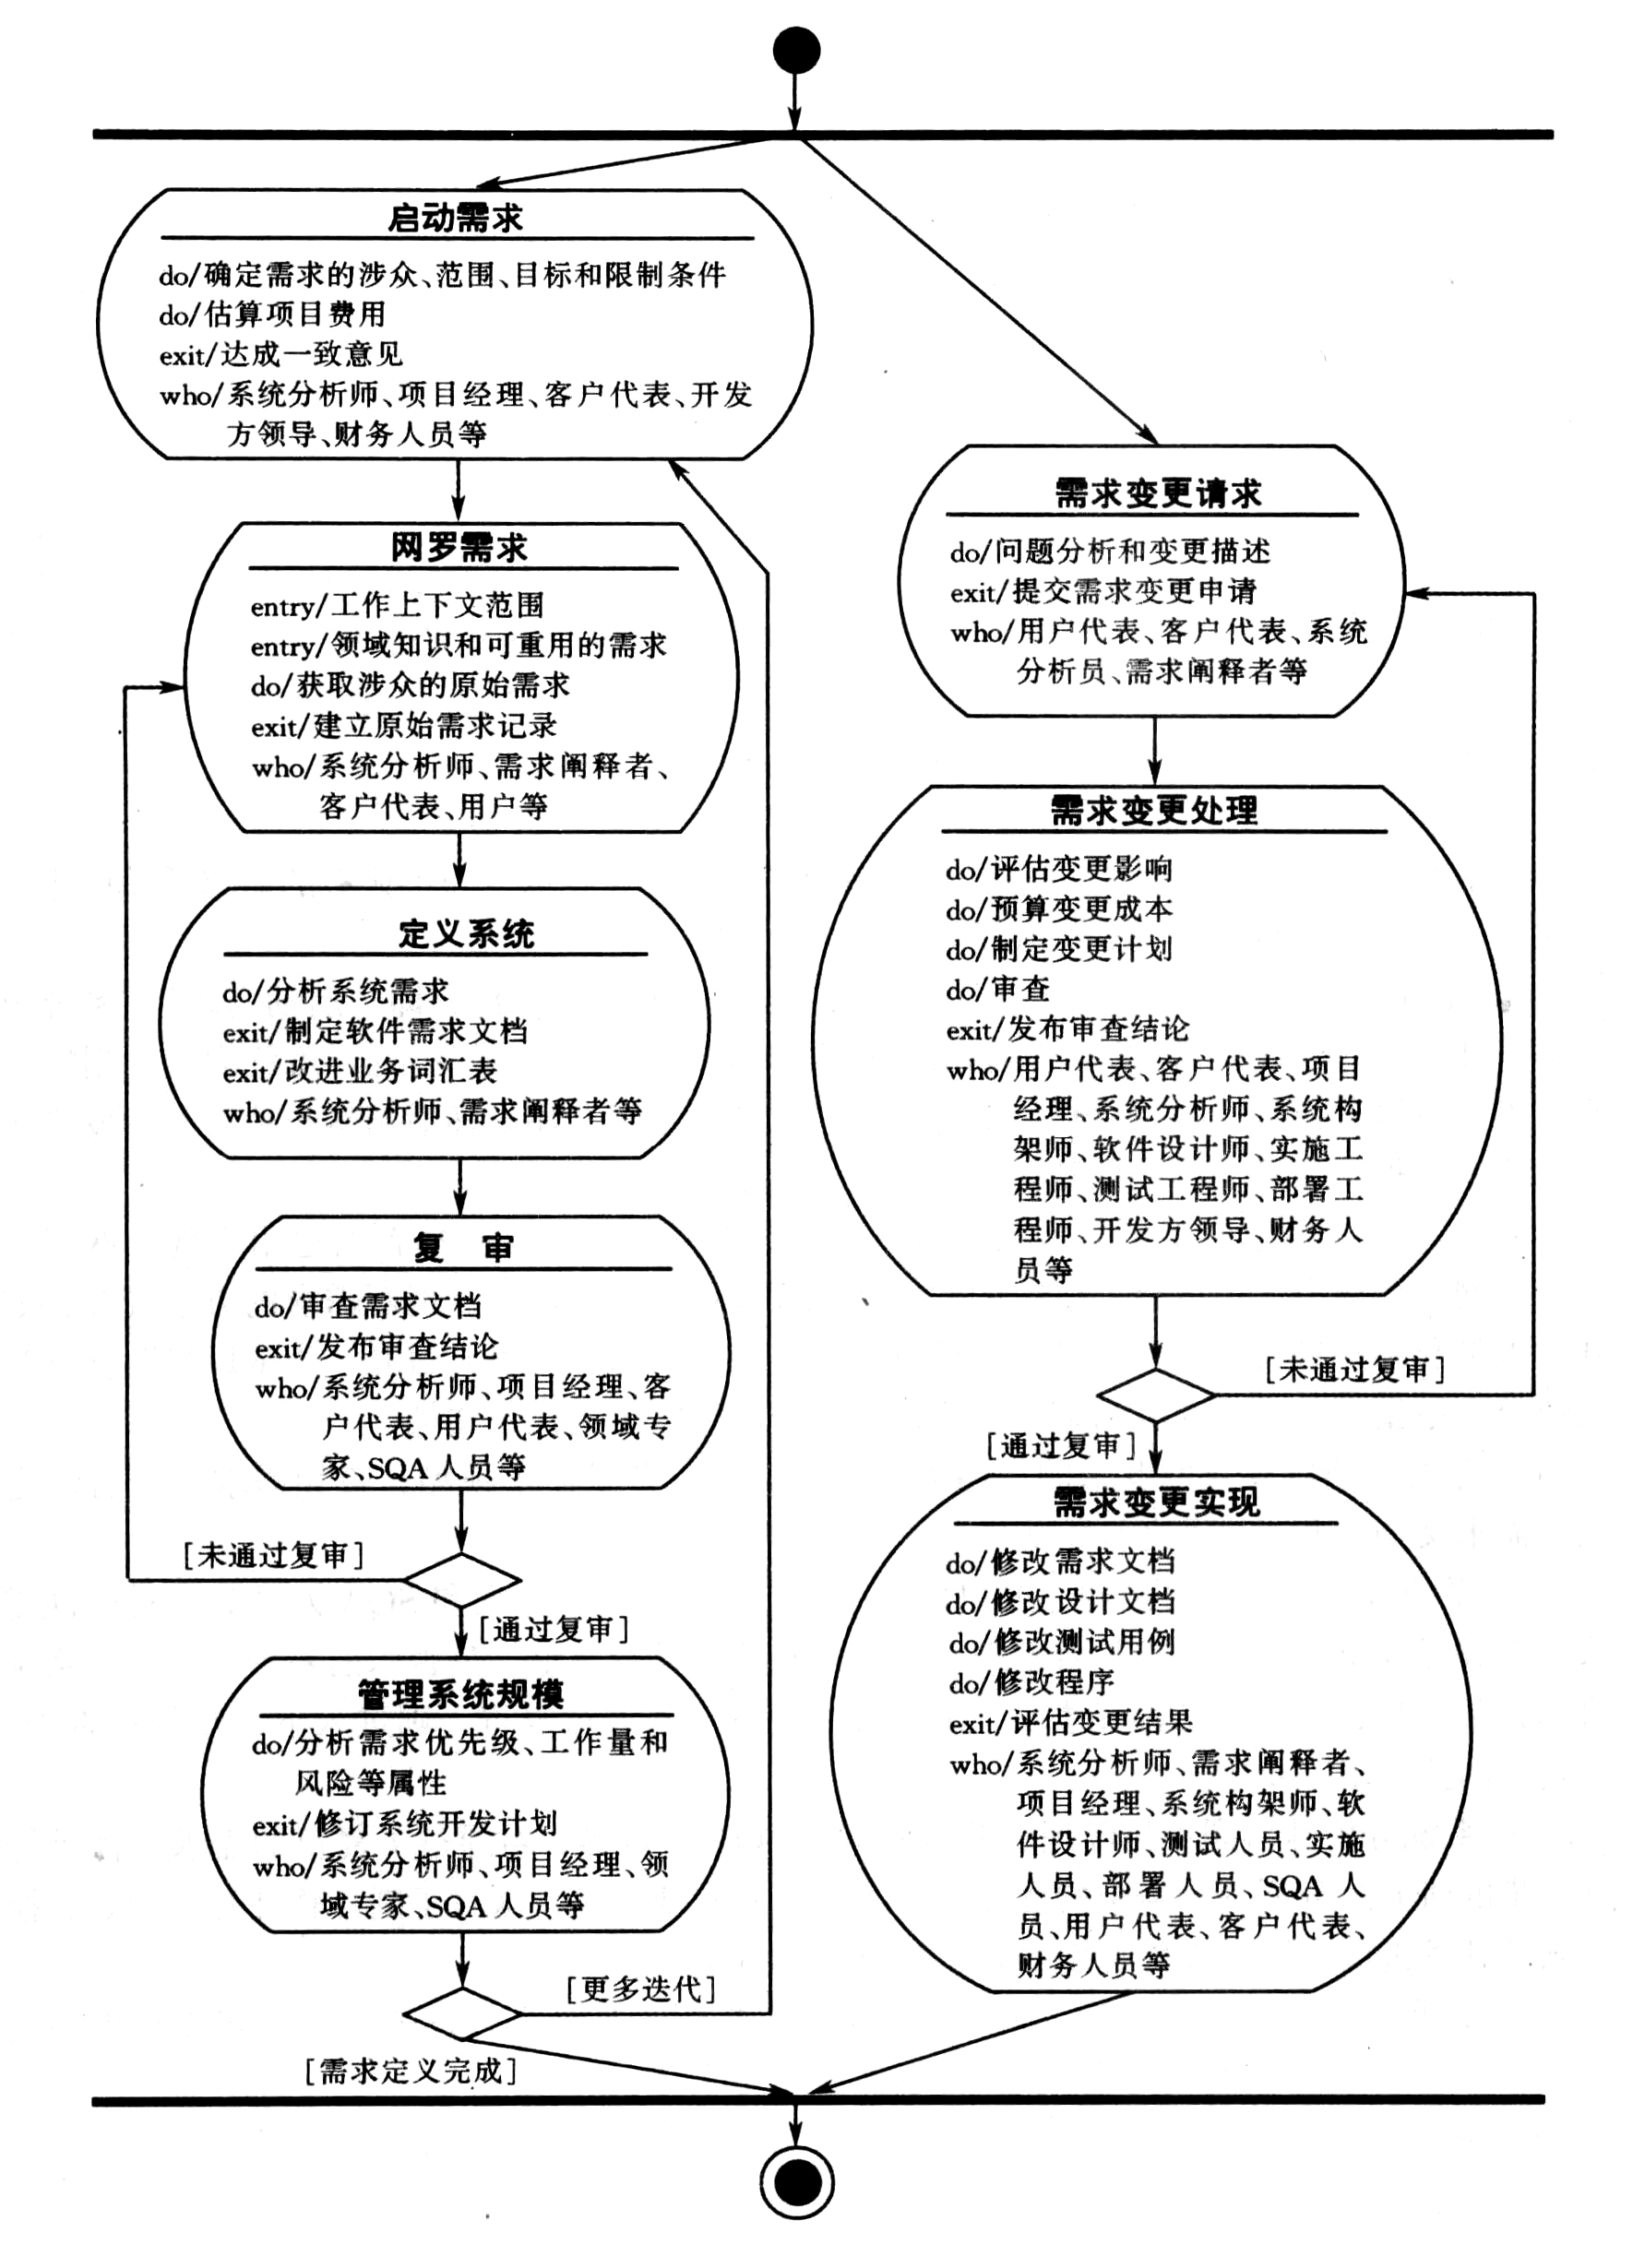 启动需求
do/确定需求的涉众、范围、目标和限制条件
do/估算项目费用
exit/达成一致意见
who/系统分析师、项目经理、客户代表、开发
方领导、财务人员等
网罗需求
entry/工作上下文范围
entry/领域知识和可重用的需求
do/获取涉众的原始需求
exit/建立原始需求记录
who/系统分析师、需求阐释者、
客户代表、用户等
定义系统
do/分析系统需求
exit/制定软件需求文档
exit/改进业务词汇表
who/系统分析师、需求阐释者等
复 审
do/审查需求文档
exit/发布审查结论
who/系统分析师、项目经理、客
户代表、用户代表、领域专
家、SQA 人员等
[未通过复审]
[通过复审]
管理系统规模
do/分析需求优先级、工作量和
风险等属性
exit/修订系统开发计划
who/系统分析师、项目经理、领
域专家、SQA 人员等
[更多迭代]
[需求定义完成]
需求变更请求
do/问题分析和变更描述
exit/提交需求变更申请
who/用户代表、客户代表、系统
分析员、需求阐释者等
需求变更处理
do/评估变更影响
do/预算变更成本
do/制定变更计划
do/审查
exit/发布审查结论
who/用户代表、客户代表、项目
经理、系统分析师、系统构
架师、软件设计师、实施工
程师、测试工程师、部署工
程师、开发方领导、财务人
员等
[未通过复审]
[通过复审]
需求变更实现
do/修改需求文档
do/修改设计文档
do/修改测试用例
do/修改程序
exit/评估变更结果
who/系统分析师、需求阐释者、
项目经理、系统构架师、软
件设计师、测试人员、实施
人员、部署人员、SQA 人
员、用户代表、客户代表、
财务人员等